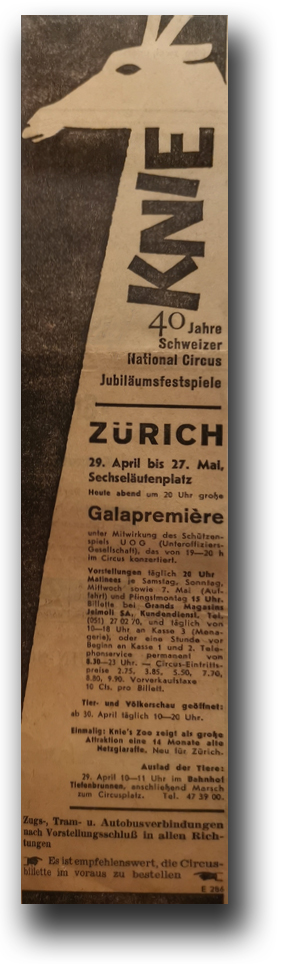 KNIE
40 Jahre
Schweizer
National Circus
Jubiläumsfestspiele
ZÜRICH
29. April bis 27. Mai,
Sechseläutenplatz
Heute abend um 20 Uhr große
Galapremière
unter Mitwirkung des Schützen-
spiels UOG (Unteroffiziers-
Gesellschaft), das von 19—20 h
im Circus konzertiert.
Vorstellungen täglich 20 Uhr
Matinees je Samstag, Sonntag,
Mittwoch sowie 7. Mai (Auf-
fahrt) und Pfingstmontag 15 Uhr.
Billette bei Grands Magasins
Jelmoli SA, Kundendienst, Tel.
(051) 27 02 70, und täglich von
10—18 Uhr an Kasse 3 (Mena-
gerie), oder eine Stunde vor
Beginn an Kasse 1 und 2. Tele-
phonservice permanent von
8.30—23 Uhr. — Circus-Eintritts-
preise 2.75, 3.85, 5.50, 7.70,
8.80, 9.90. Vorverkaufstaxe
10 Cts. pro Billett.
Tier- und Völkerschau geöffnet:
ab 30. April täglich 10—20 Uhr.
Einmalig: Knie's Zoo zeigt als große
Attraktion eine 14 Monate alte
Netzgiraffe. Neu für Zürich.
Auslad der Tiere:
29. April 10—11 Uhr im Bahnhof
Tiefenbrunnen, anschließend Marsch
zum Circusplatz. Tel. 47 59 00.
Zugs-, Tram- u. Autobusverbindungen
nach Vorstellungsschluß in allen Rich-
tungen
Es ist empfehlenswert, die Circus-
billette im voraus zu bestellen
E 284